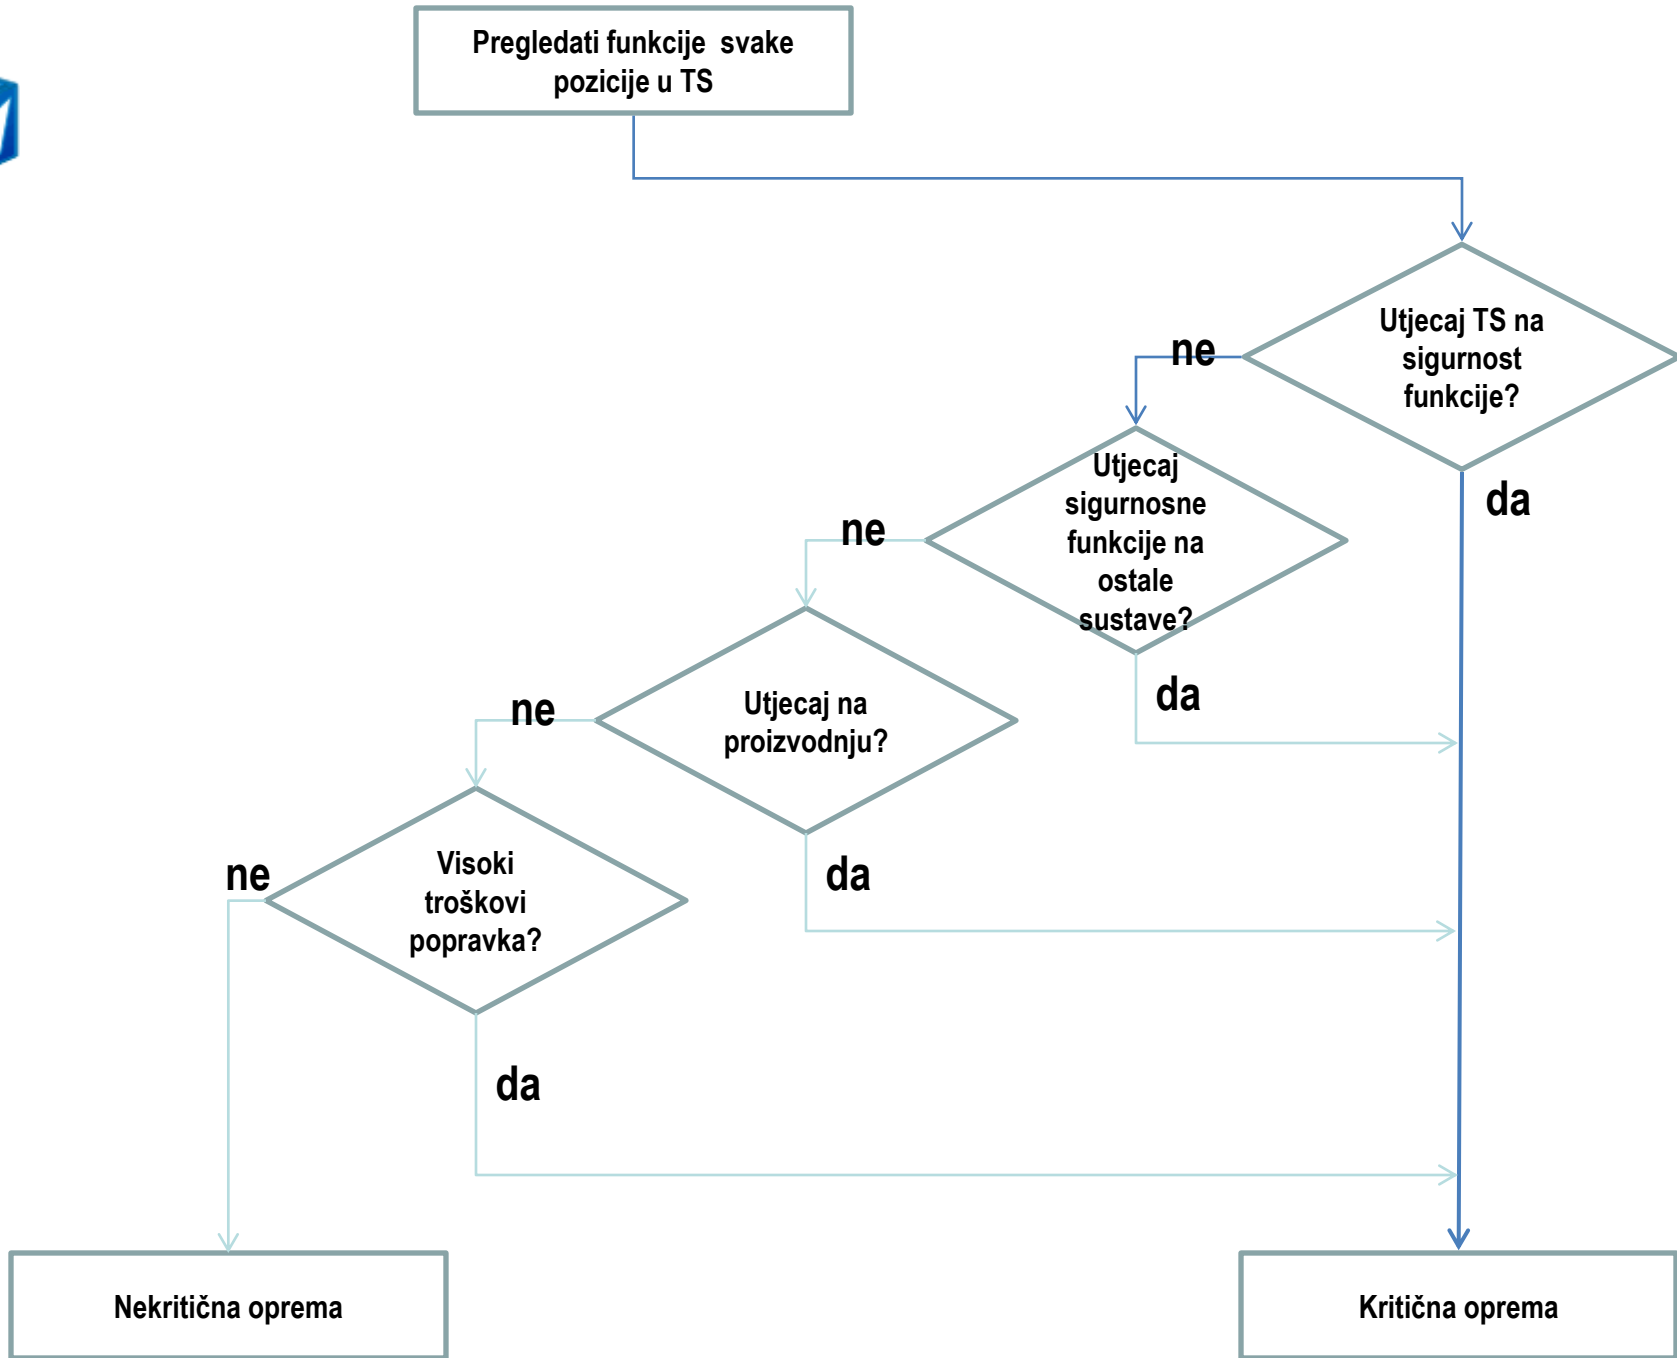 Pregledati funkcije svake
pozicije u TS
Utjecaj TS na
sigurnost
funkcije?
ne
da
Utjecaj
sigurnosne
funkcije na
ostale
sustave?
ne
da
Utjecaj na
proizvodnju?
ne
da
Visoki
troškovi
popravka?
ne
da
Nekritična oprema
Kritična oprema